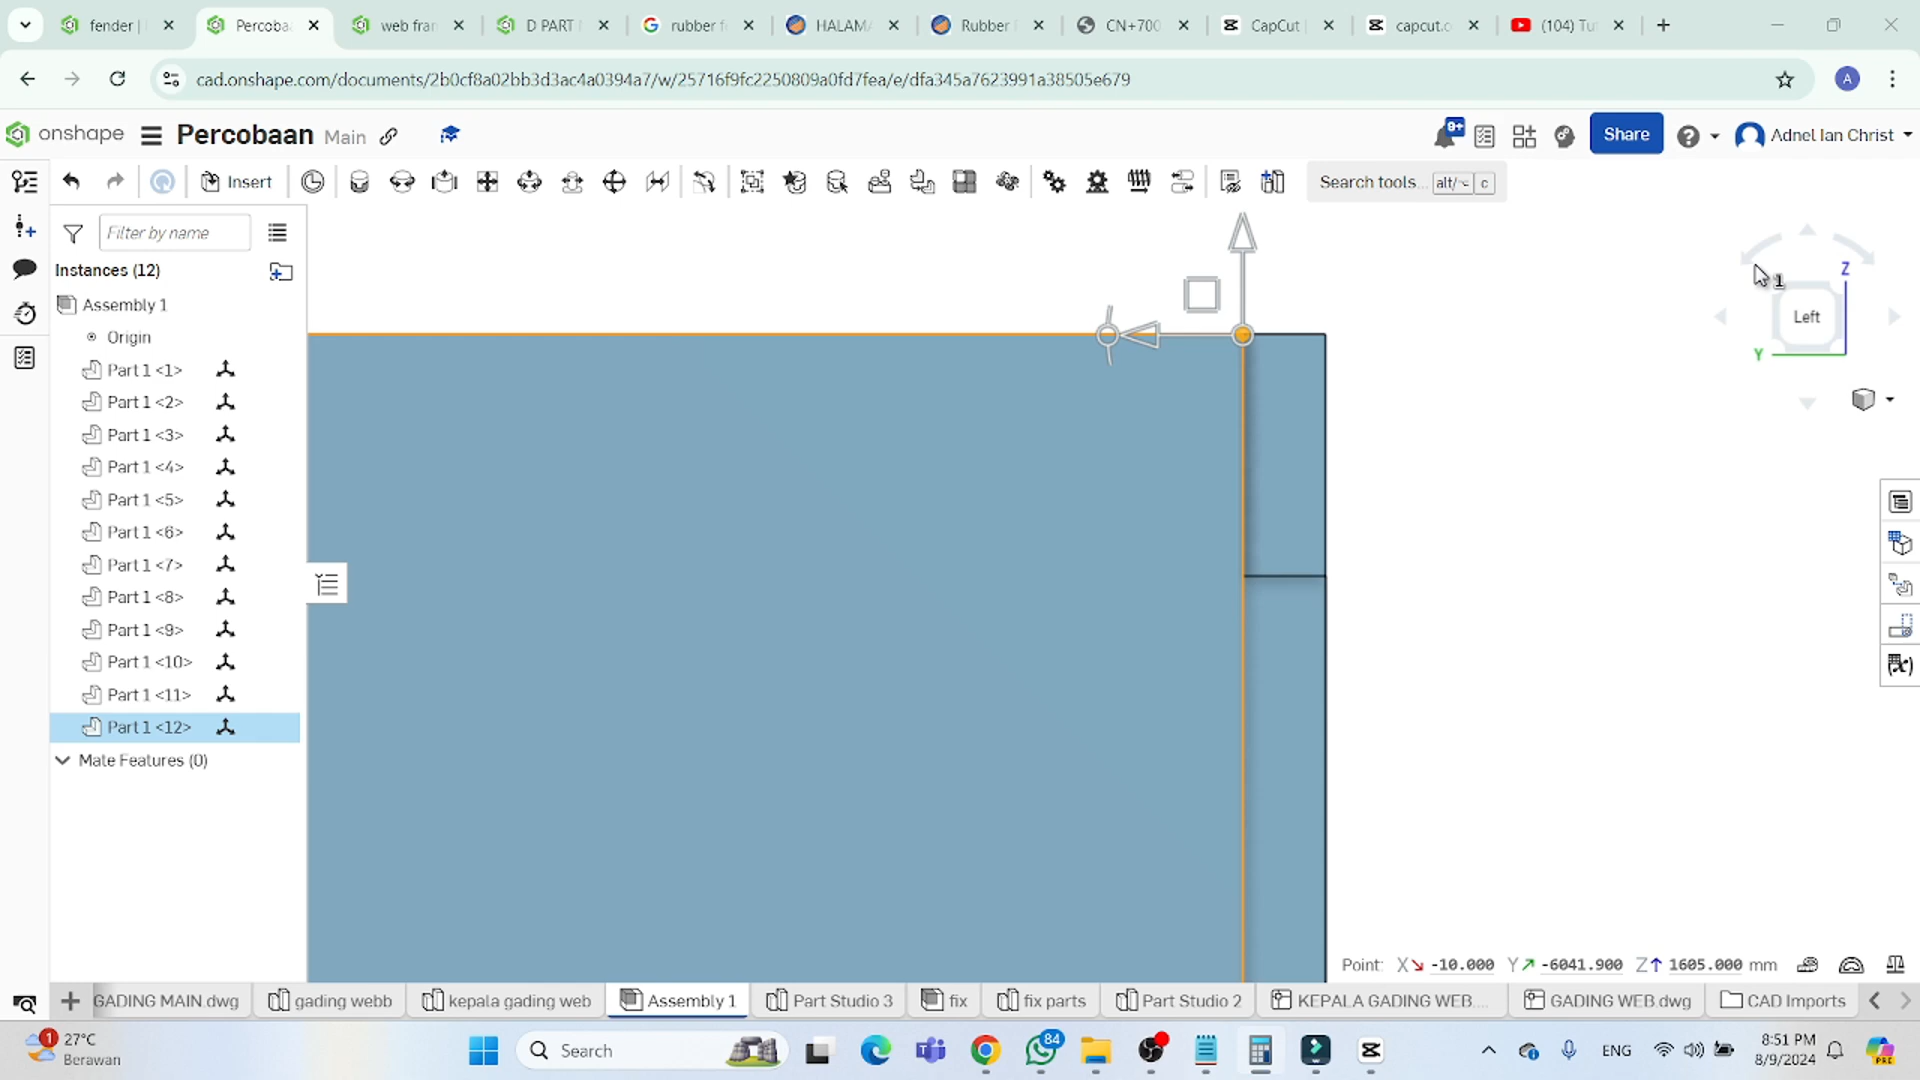 fender |
Percoba
web fra
D PART
rubber f
HALAM
Rubber
CN+700
CapCut
capcut.c
(104) Tu
cad.onshape.com/documents/2b0cf8a02bb3d3ac4a0394a7/w/25716f9fc2250809a0fd7fea/e/dfa345a7623991a38505e679
A
onshape
Percobaan Main
9+
Share
Adnel Ian Christ
Insert
Search tools... alt/⌥ c
Filter by name
Instances (12)
Assembly 1
Origin
Part 1 <1>
Part 1 <2>
Part 1 <3>
Part 1 <4>
Part 1 <5>
Part 1 <6>
Part 1 <7>
Part 1 <8>
Part 1 <9>
Part 1 <10>
Part 1 <11>
Part 1 <12>
Mate Features (0)
1
Z
Left
Y
Point: X -10.000 Y -6041.900 Z 1605.000 mm
GADING MAIN.dwg
gading webb
kepala gading web
Assembly 1
Part Studio 3
fix
fix parts
Part Studio 2
KEPALA GADING WEB....
GADING WEB dwg
CAD Imports
1
27°C
Berawan
Search
84
ENG
8:51 PM
8/9/2024
PRE